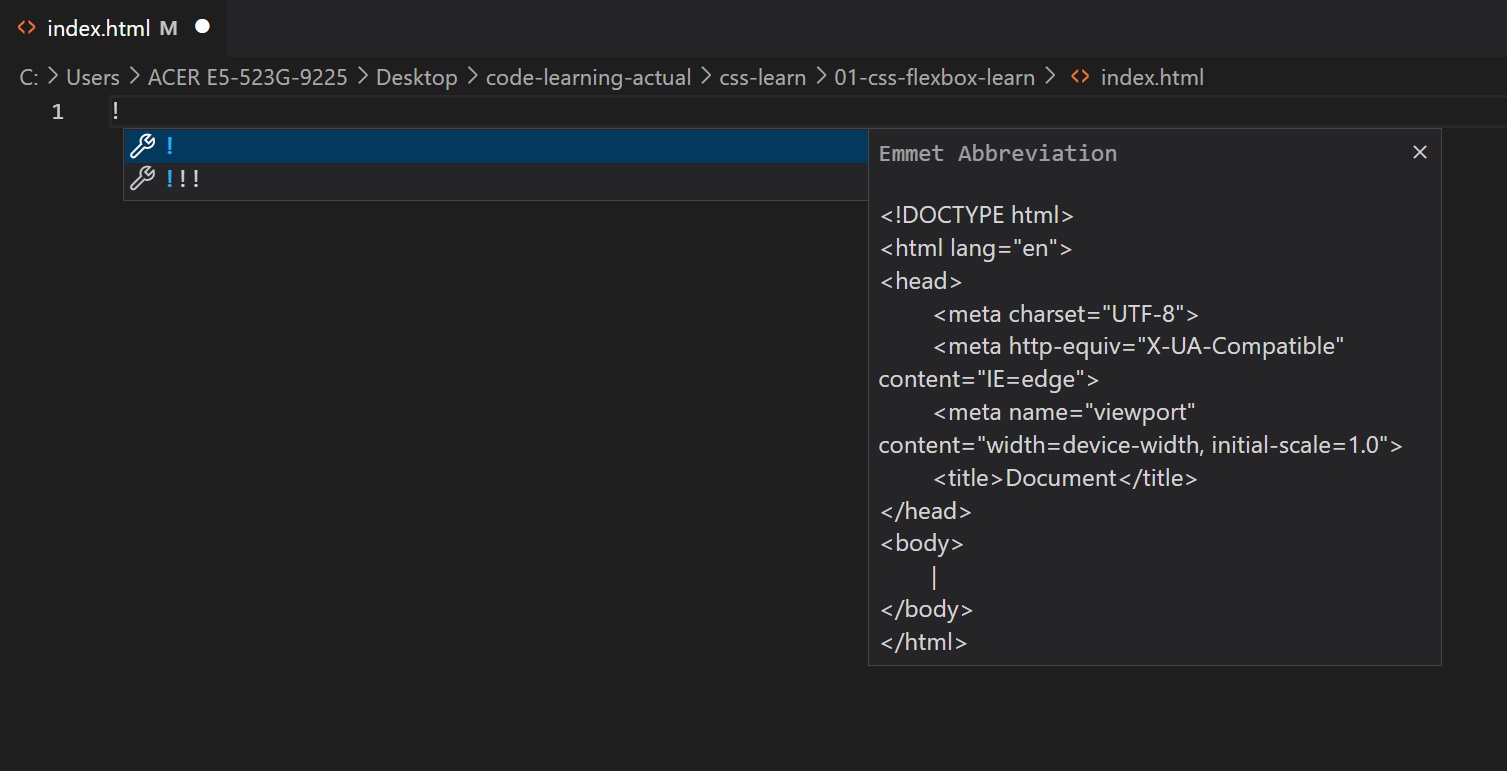 index.html M
C: > Users > ACER E5-523G-9225 > Desktop > code-learning-actual > css-learn > 01-css-flexbox-learn > <> index.html
1 !
!
!!!
Emmet Abbreviation
<!DOCTYPE html>
<html lang="en">
<head>
<meta charset="UTF-8">
<meta http-equiv="X-UA-Compatible"
content="IE=edge">
<meta name="viewport"
content="width=device-width, initial-scale=1.0">
<title>Document</title>
</head>
<body>
|
</body>
</html>